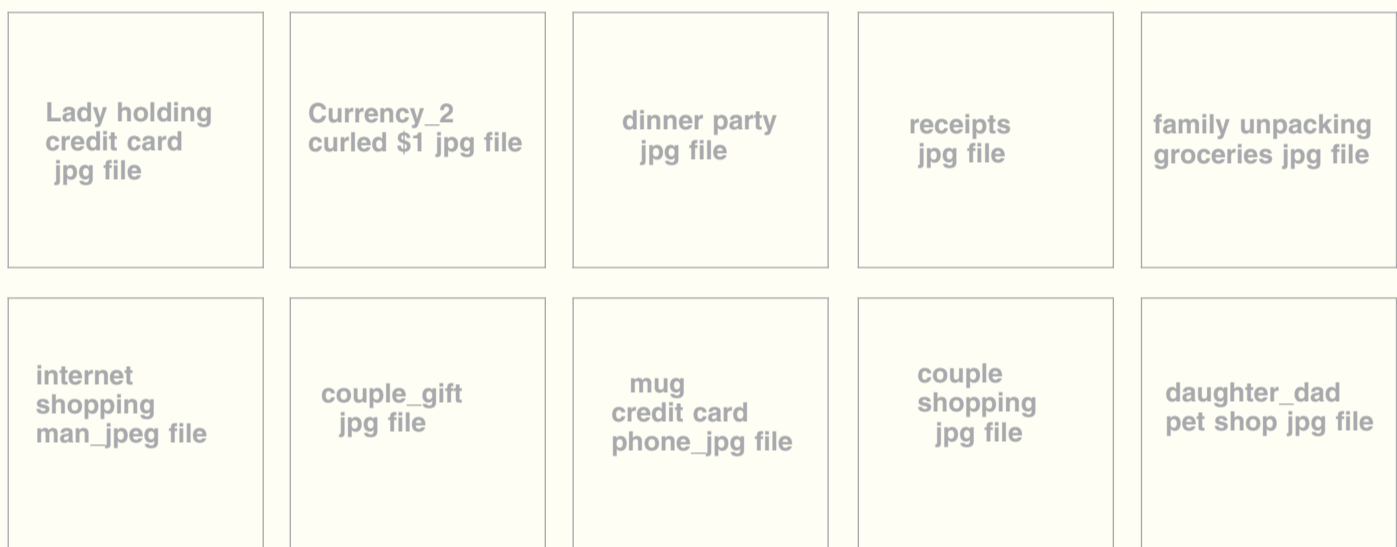 Lady holding
credit card
jpg file
Currency_2
curled $1 jpg file
dinner party
jpg file
receipts
jpg file
family unpacking
groceries jpg file
internet
shopping
man_jpeg file
couple_gift
jpg file
mug
credit card
phone_jpg file
couple
shopping
jpg file
daughter_dad
pet shop jpg file